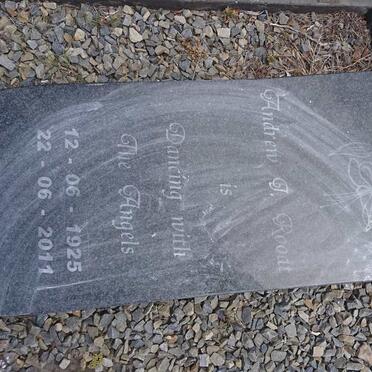 Andrew J. Roat
is
Dancing with
The Angels
12 - 06 - 1925
22 - 06 - 2011